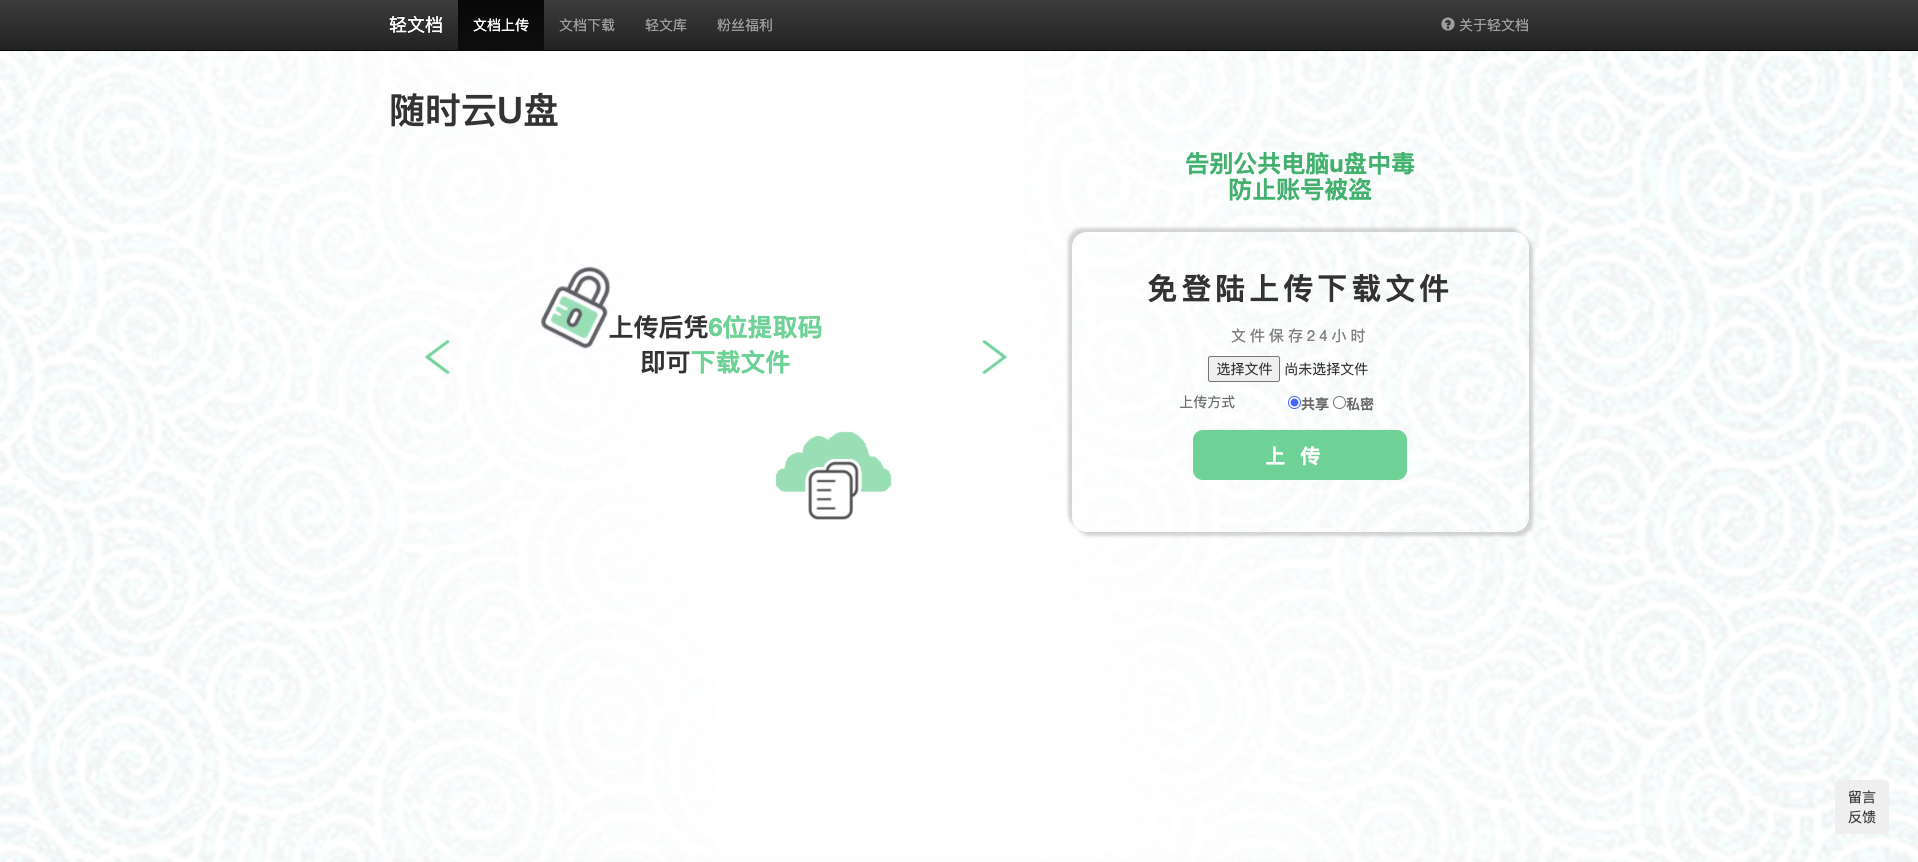 轻文档 文档上传 文档下载 轻文库 粉丝福利 关于轻文档
随时云U盘
告别公共电脑u盘中毒
防止账号被盗
上传后凭6位提取码
即可下载文件
免登陆上传下载文件
文件保存24小时
选择文件 尚未选择文件
上传方式 共享 私密
上 传
留言
反馈